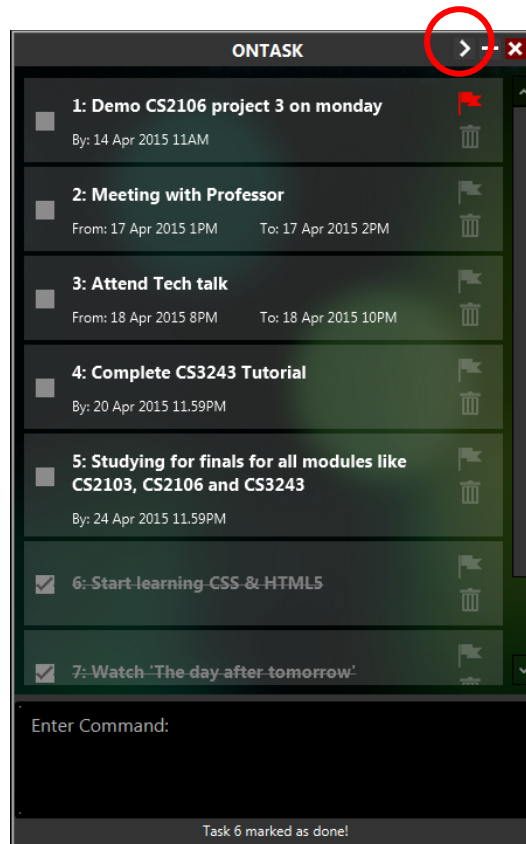 ONTASK
1: Demo CS2106 project 3 on monday
By: 14 Apr 2015 11AM
2: Meeting with Professor
From: 17 Apr 2015 1PM To: 17 Apr 2015 2PM
3: Attend Tech talk
From: 18 Apr 2015 8PM To: 18 Apr 2015 10PM
4: Complete CS3243 Tutorial
By: 20 Apr 2015 11.59PM
5: Studying for finals for all modules like
CS2103, CS2106 and CS3243
By: 24 Apr 2015 11.59PM
6: Start learning CSS & HTML5
7: Watch 'The day after tomorrow'
Enter Command:
Task 6 marked as done!